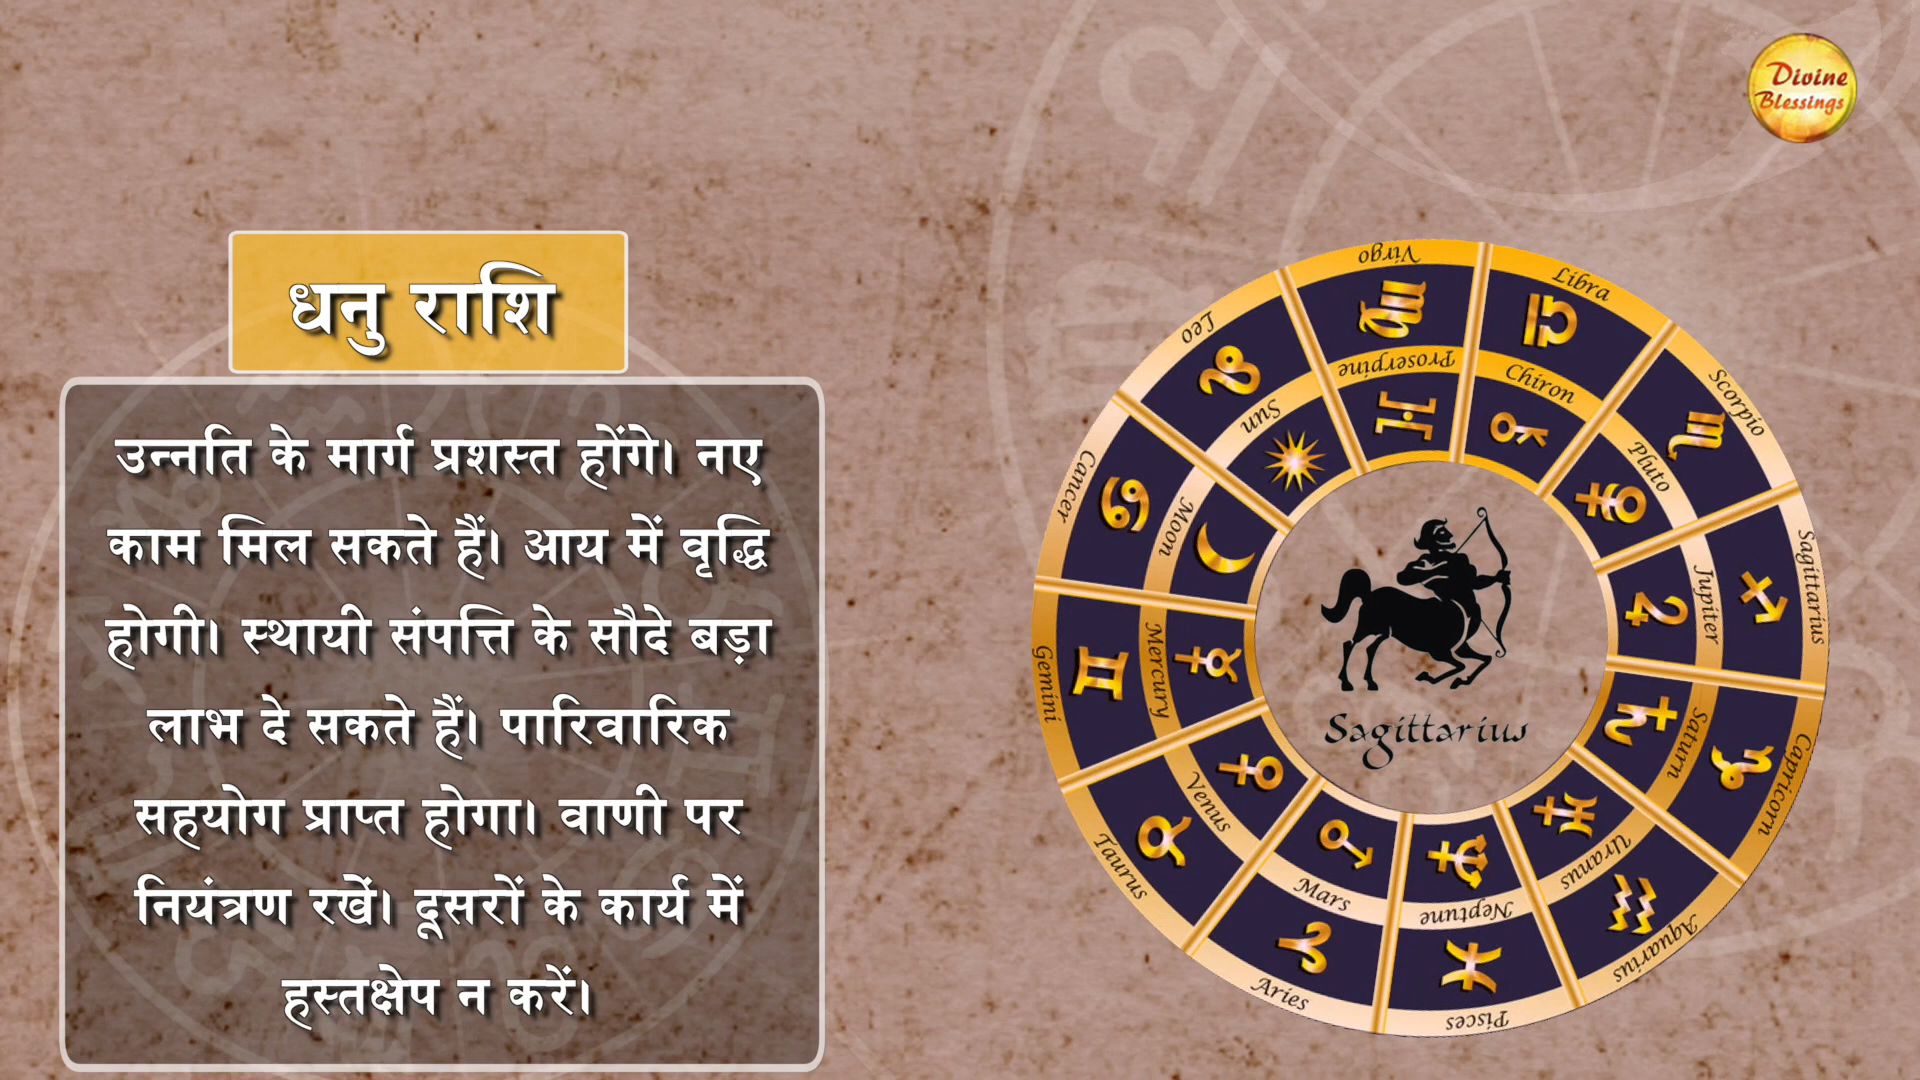 Divine
Blessings
धनु राशि
उन्नति के मार्ग प्रशस्त होंगे। नए
काम मिल सकते हैं। आय में वृद्धि
होगी। स्थायी संपत्ति के सौदे बड़ा
लाभ दे सकते हैं। पारिवारिक
सहयोग प्राप्त होगा। वाणी पर
नियंत्रण रखें। दूसरों के कार्य में
हस्तक्षेप न करें।
Virgo
Libra
Scorpio
Sagittarius
Capricorn
Aquarius
Pisces
Aries
Taurus
Gemini
Cancer
Leo
Proserpine
Chiron
Pluto
Jupiter
Saturn
Uranus
Neptune
Mars
Venus
Mercury
Moon
Sun
Sagittarius